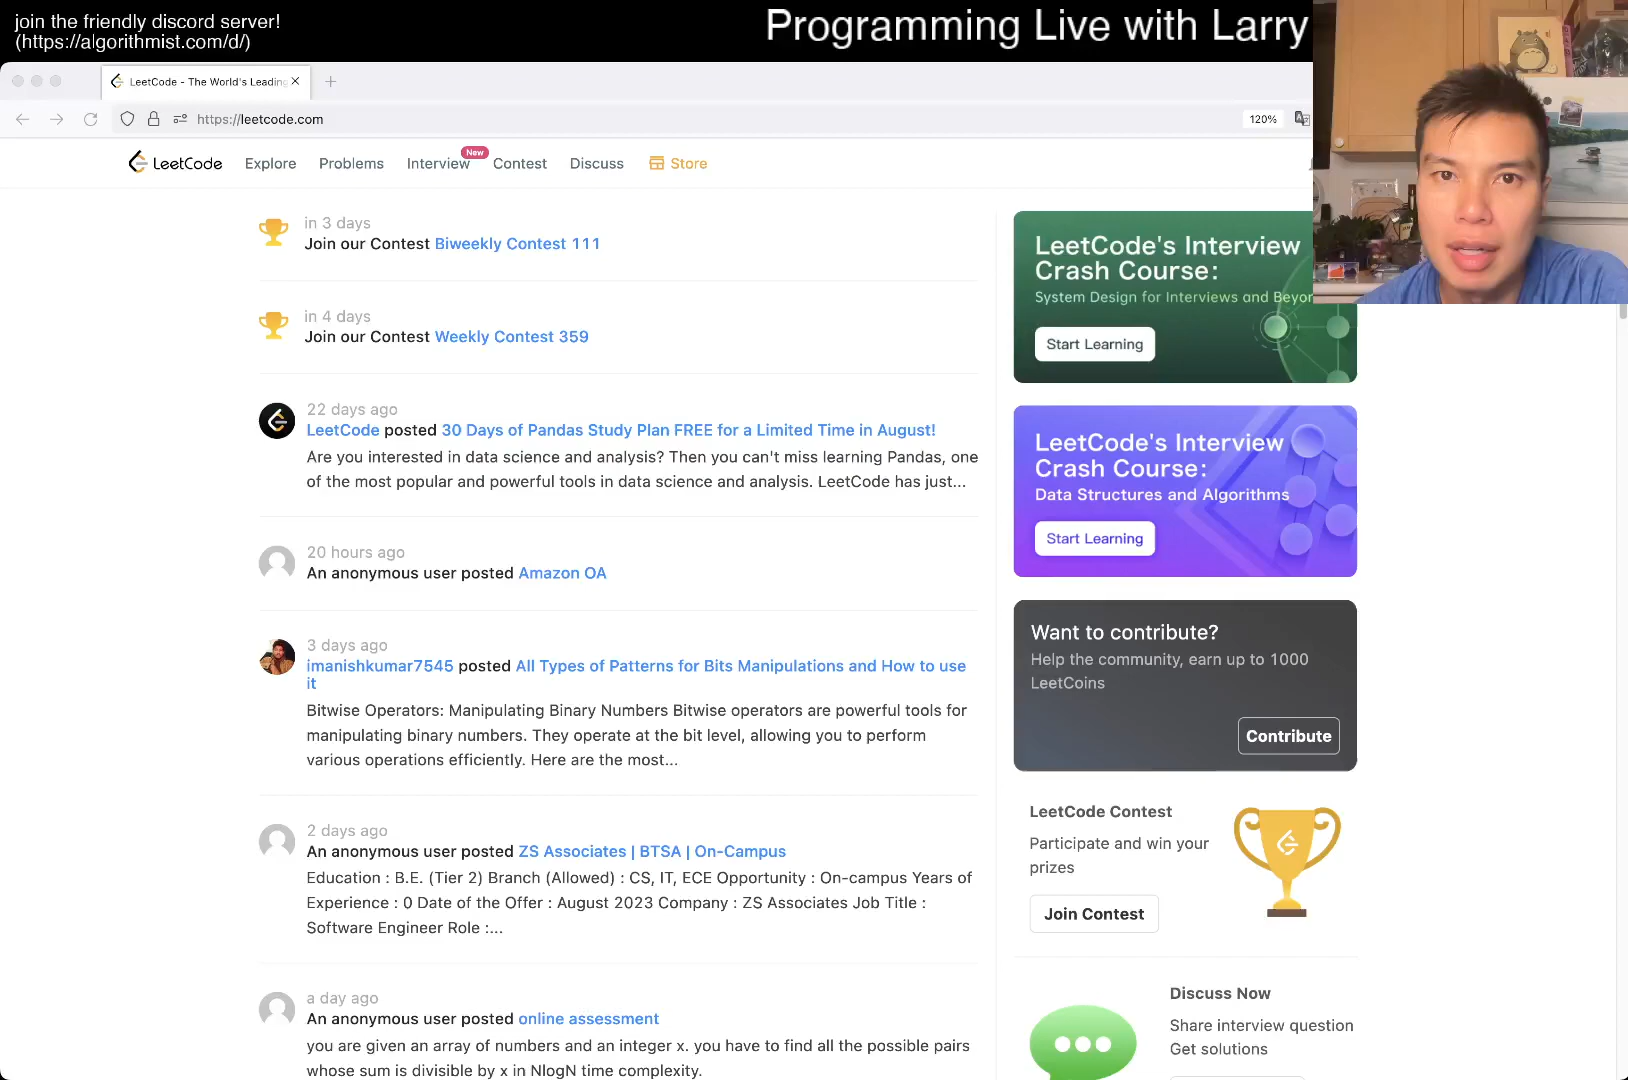 join the friendly discord server!
(https://algorithmist.com/d/)
Programming Live with Larry
LeetCode - The World's Leading
https://leetcode.com
120%
LeetCode
Explore
Problems
Interview
New
Contest
Discuss
Store
in 3 days
Join our Contest Biweekly Contest 111
in 4 days
Join our Contest Weekly Contest 359
22 days ago
LeetCode posted 30 Days of Pandas Study Plan FREE for a Limited Time in August!
Are you interested in data science and analysis? Then you can't miss learning Pandas, one
of the most popular and powerful tools in data science and analysis. LeetCode has just...
20 hours ago
An anonymous user posted Amazon OA
3 days ago
imanishkumar7545 posted All Types of Patterns for Bits Manipulations and How to use
it
Bitwise Operators: Manipulating Binary Numbers Bitwise operators are powerful tools for
manipulating binary numbers. They operate at the bit level, allowing you to perform
various operations efficiently. Here are the most...
2 days ago
An anonymous user posted ZS Associates | BTSA | On-Campus
Education : B.E. (Tier 2) Branch (Allowed) : CS, IT, ECE Opportunity : On-campus Years of
Experience : 0 Date of the Offer : August 2023 Company : ZS Associates Job Title :
Software Engineer Role :...
a day ago
An anonymous user posted online assessment
you are given an array of numbers and an integer x. you have to find all the possible pairs
whose sum is divisible by x in NlogN time complexity.
LeetCode's Interview
Crash Course:
System Design for Interviews and Beyon
Start Learning
LeetCode's Interview
Crash Course:
Data Structures and Algorithms
Start Learning
Want to contribute?
Help the community, earn up to 1000
LeetCoins
Contribute
LeetCode Contest
Participate and win your
prizes
Join Contest
Discuss Now
Share interview question
Get solutions